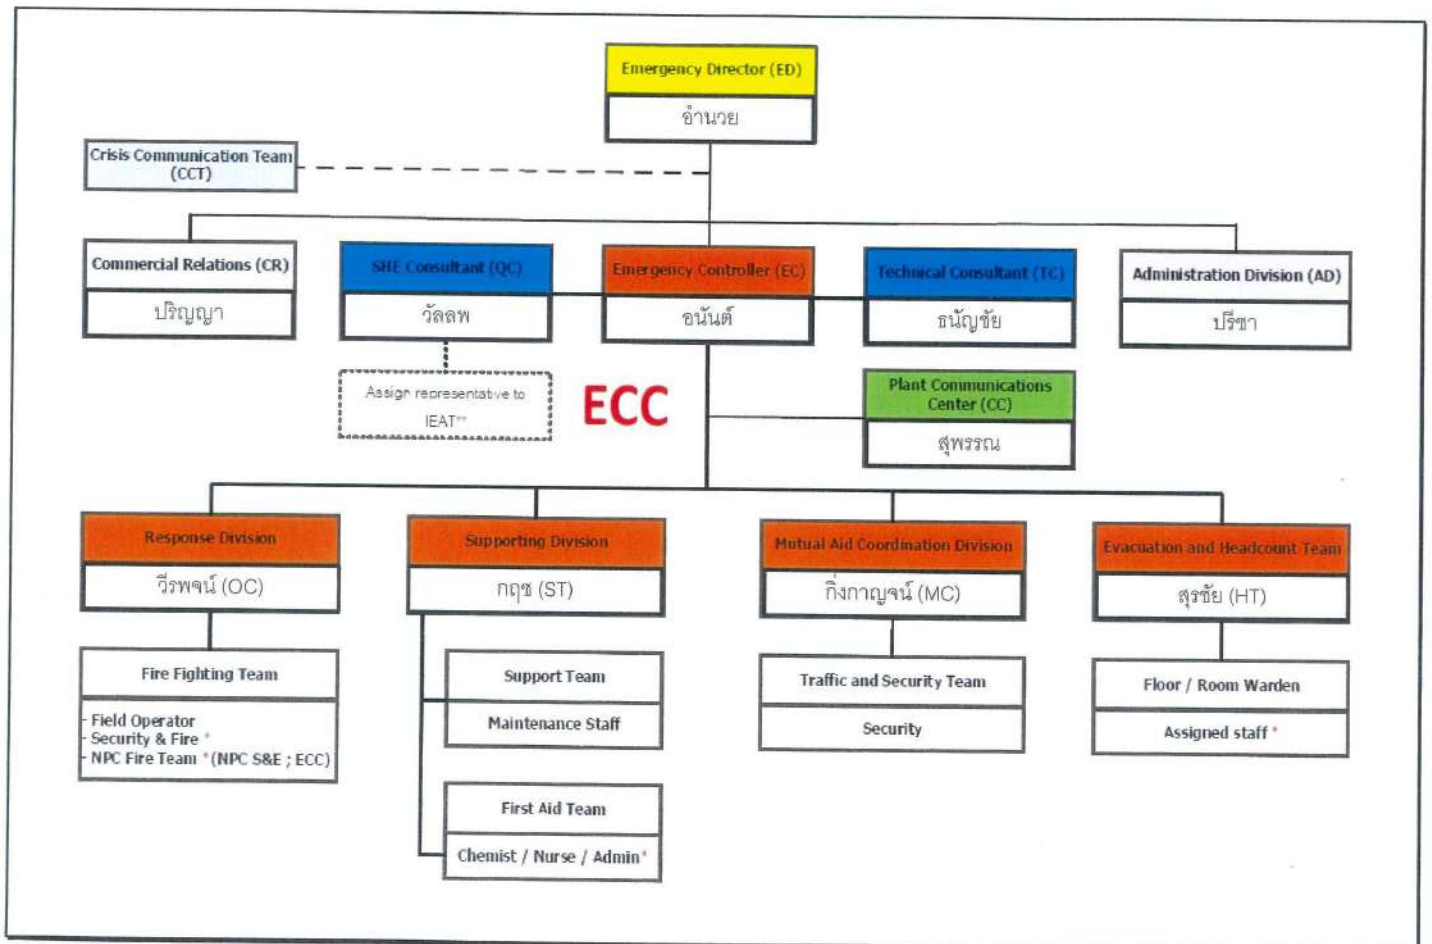 Emergency Director (ED)
อำนวย
Crisis Communication Team
(CCT)
Commercial Relations (CR)
ปริญญา
SHE Consultant (QC)
วัลลพ
Emergency Controller (EC)
อนันต์
Technical Consultant (TC)
ธนัญชัย
Administration Division (AD)
ปรีชา
Assign representative to
IEAT**
ECC
Plant Communications
Center (CC)
สุพรรณ
Response Division
วีรพจน์ (OC)
Supporting Division
กฤช (ST)
Mutual Aid Coordination Division
กิ่งกาญจน์ (MC)
Evacuation and Headcount Team
สุรชัย (HT)
Fire Fighting Team
- Field Operator
- Security & Fire *
- NPC Fire Team *(NPC S&E ; ECC)
Support Team
Maintenance Staff
First Aid Team
Chemist / Nurse / Admin*
Traffic and Security Team
Security
Floor / Room Warden
Assigned staff *